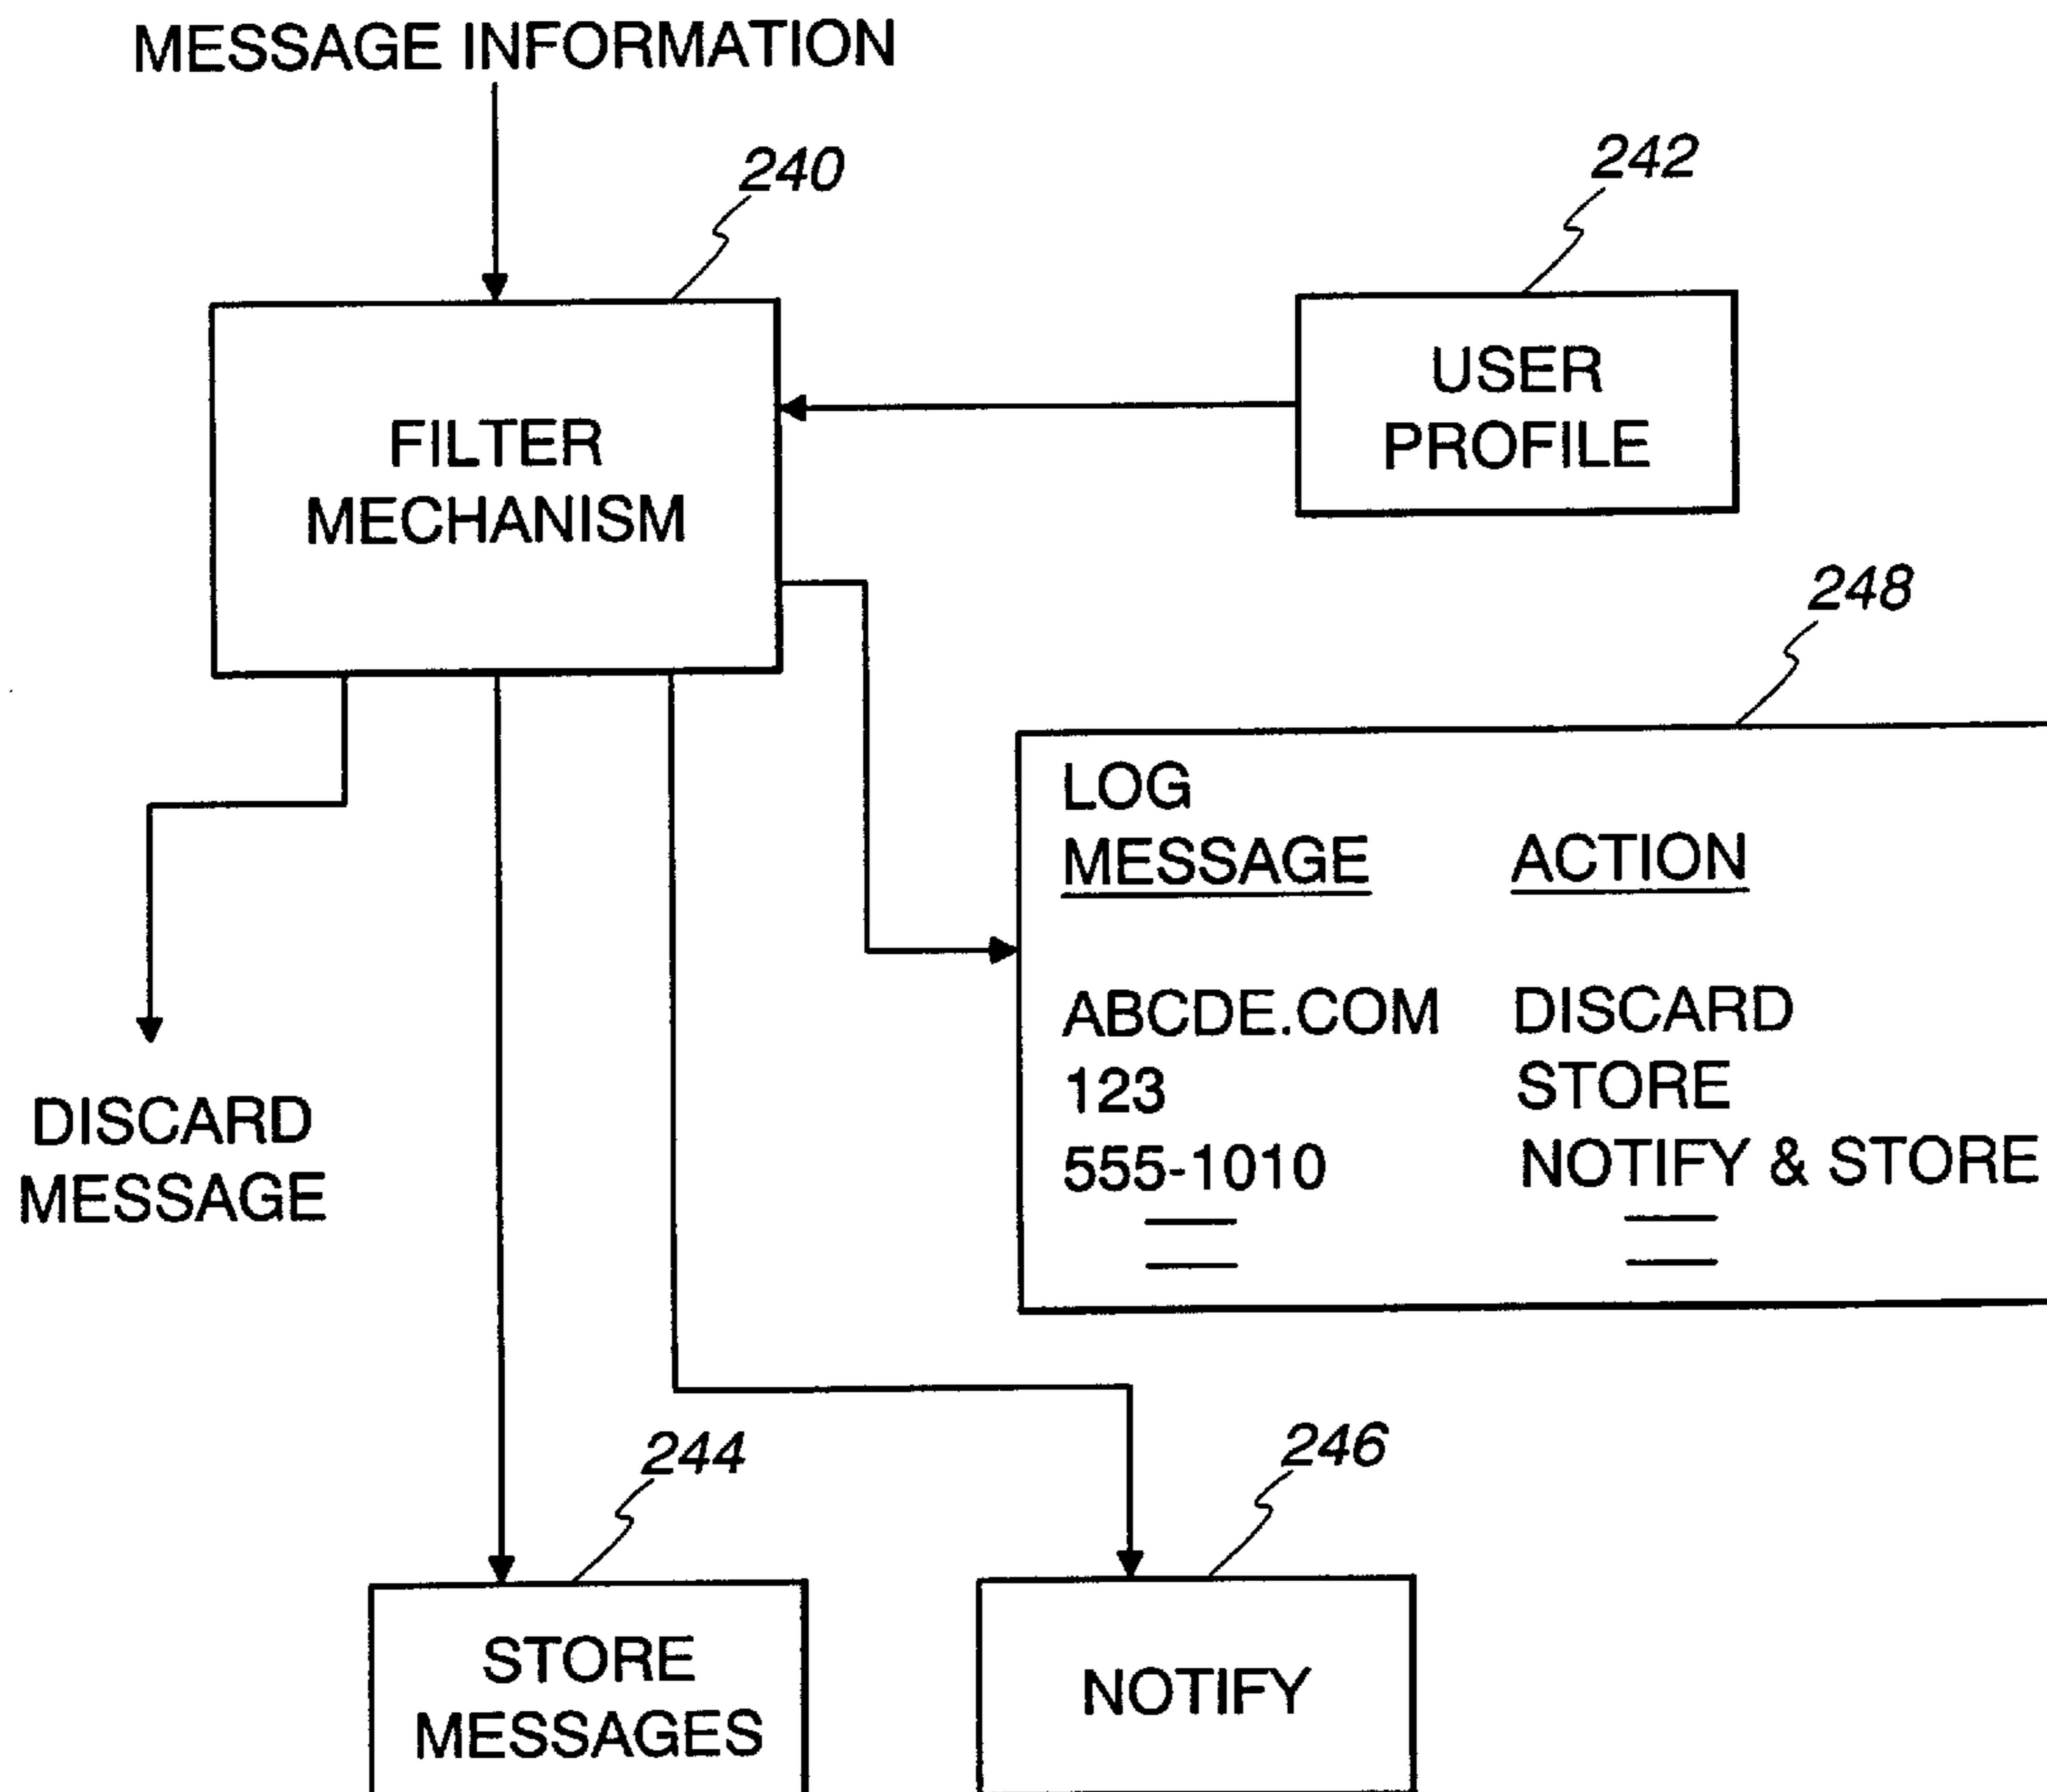 MESSAGE INFORMATION
240
242
FILTER
MECHANISM
USER
PROFILE
248
LOG
MESSAGE ACTION
ABCDE.COM DISCARD
123 STORE
555-1010 NOTIFY & STORE
DISCARD
MESSAGE
244
246
STORE
MESSAGES
NOTIFY